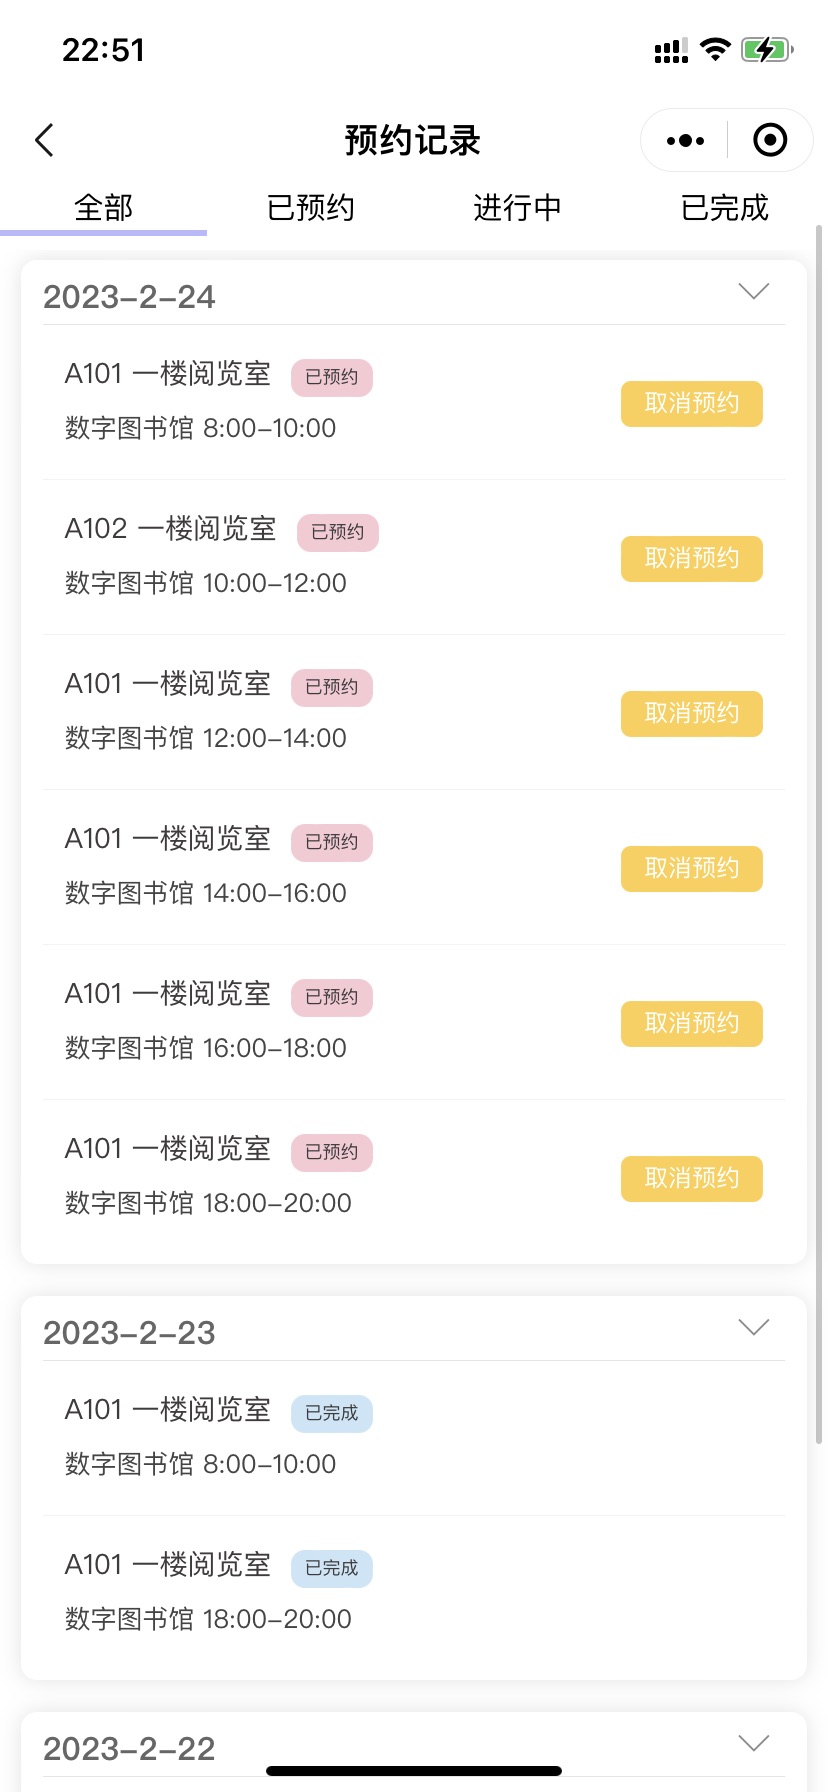 22:51
预约记录
全部 已预约 进行中 已完成
2023-2-24
A101 一楼阅览室 已预约
数字图书馆 8:00-10:00
取消预约
A102 一楼阅览室 已预约
数字图书馆 10:00-12:00
取消预约
A101 一楼阅览室 已预约
数字图书馆 12:00-14:00
取消预约
A101 一楼阅览室 已预约
数字图书馆 14:00-16:00
取消预约
A101 一楼阅览室 已预约
数字图书馆 16:00-18:00
取消预约
A101 一楼阅览室 已预约
数字图书馆 18:00-20:00
取消预约
2023-2-23
A101 一楼阅览室 已完成
数字图书馆 8:00-10:00
A101 一楼阅览室 已完成
数字图书馆 18:00-20:00
2023-2-22